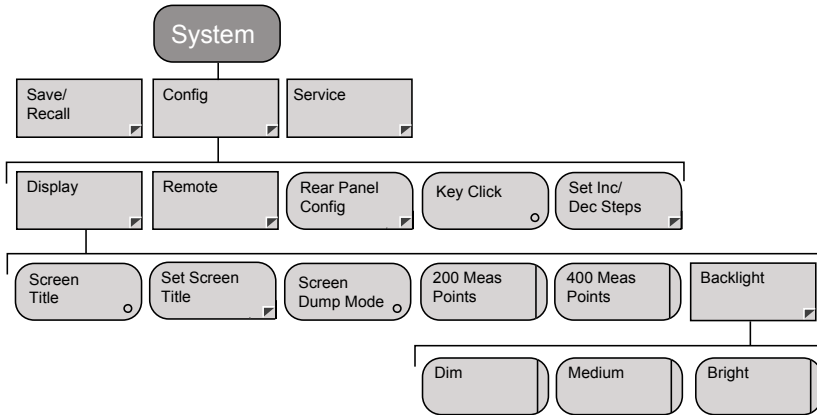 System
Save/
Recall
Config
Service
Display
Remote
Rear Panel
Config
Key Click
Set Inc/
Dec Steps
Screen
Title
Set Screen
Title
Screen
Dump Mode
200 Meas
Points
400 Meas
Points
Backlight
Dim
Medium
Bright